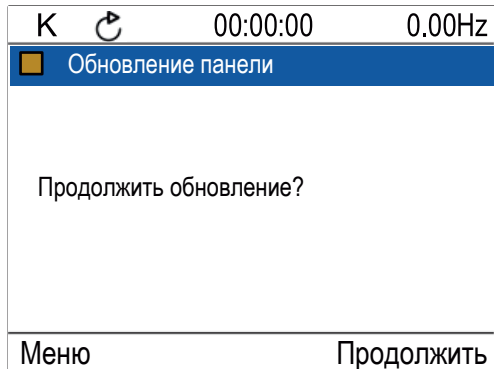 К 00:00:00 0.00Hz
Обновление панели
Продолжить обновление?
Меню Продолжить